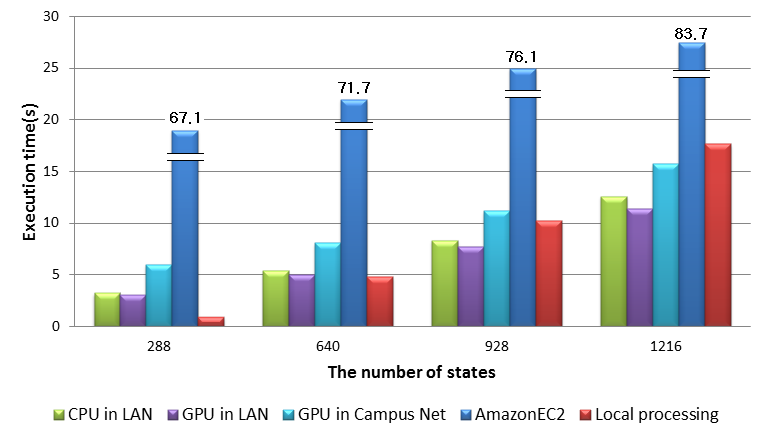 30
83.7
76.1
25
71.7
67.1
20
15
10
5
0
Execution time(s)
288 640 928 1216
The number of states
CPU in LAN GPU in LAN GPU in Campus Net AmazonEC2 Local processing